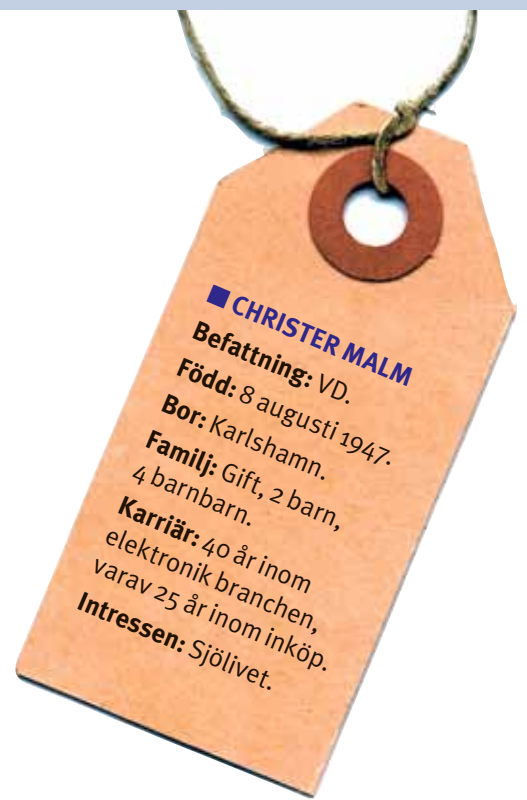 ■ CHRISTER MALM
Befattning: VD.
Född: 8 augusti 1947.
Bor: Karlshamn.
Familj: Gift, 2 barn,
4 barnbarn.
Karriär: 40 år inom
elektronik branchen,
varav 25 år inom inköp.
Intressen: Sjölivet.